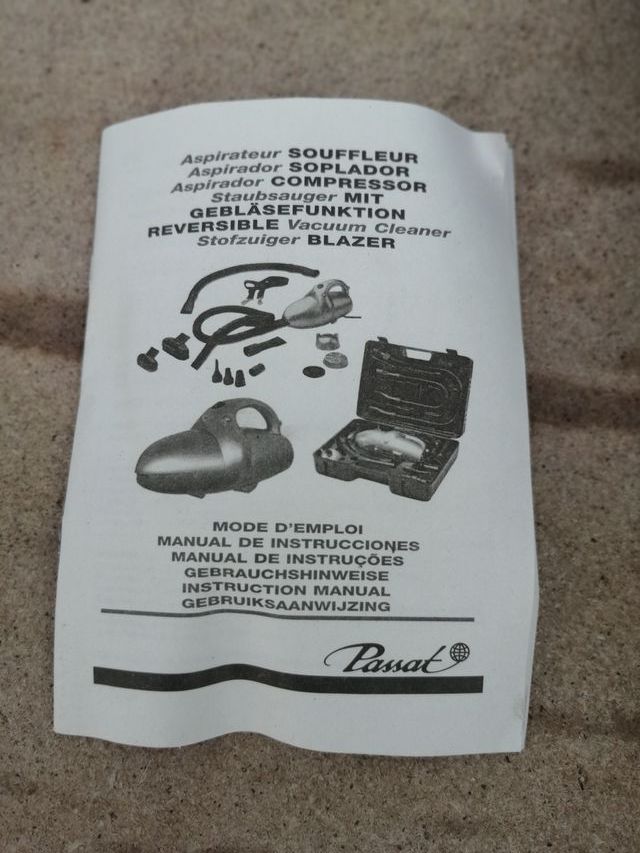 Aspirateur SOUFFLEUR
Aspirador SOPLADOR
Aspirador COMPRESSOR
Staubsauger MIT
GEBLÄSEFUNKTION
REVERSIBLE Vacuum Cleaner
Stofzuiger BLAZER
MODE D'EMPLOI
MANUAL DE INSTRUCCIONES
MANUAL DE INSTRUÇÕES
GEBRAUCHSHINWEISE
INSTRUCTION MANUAL
GEBRUIKSAANWIJZING
Passat